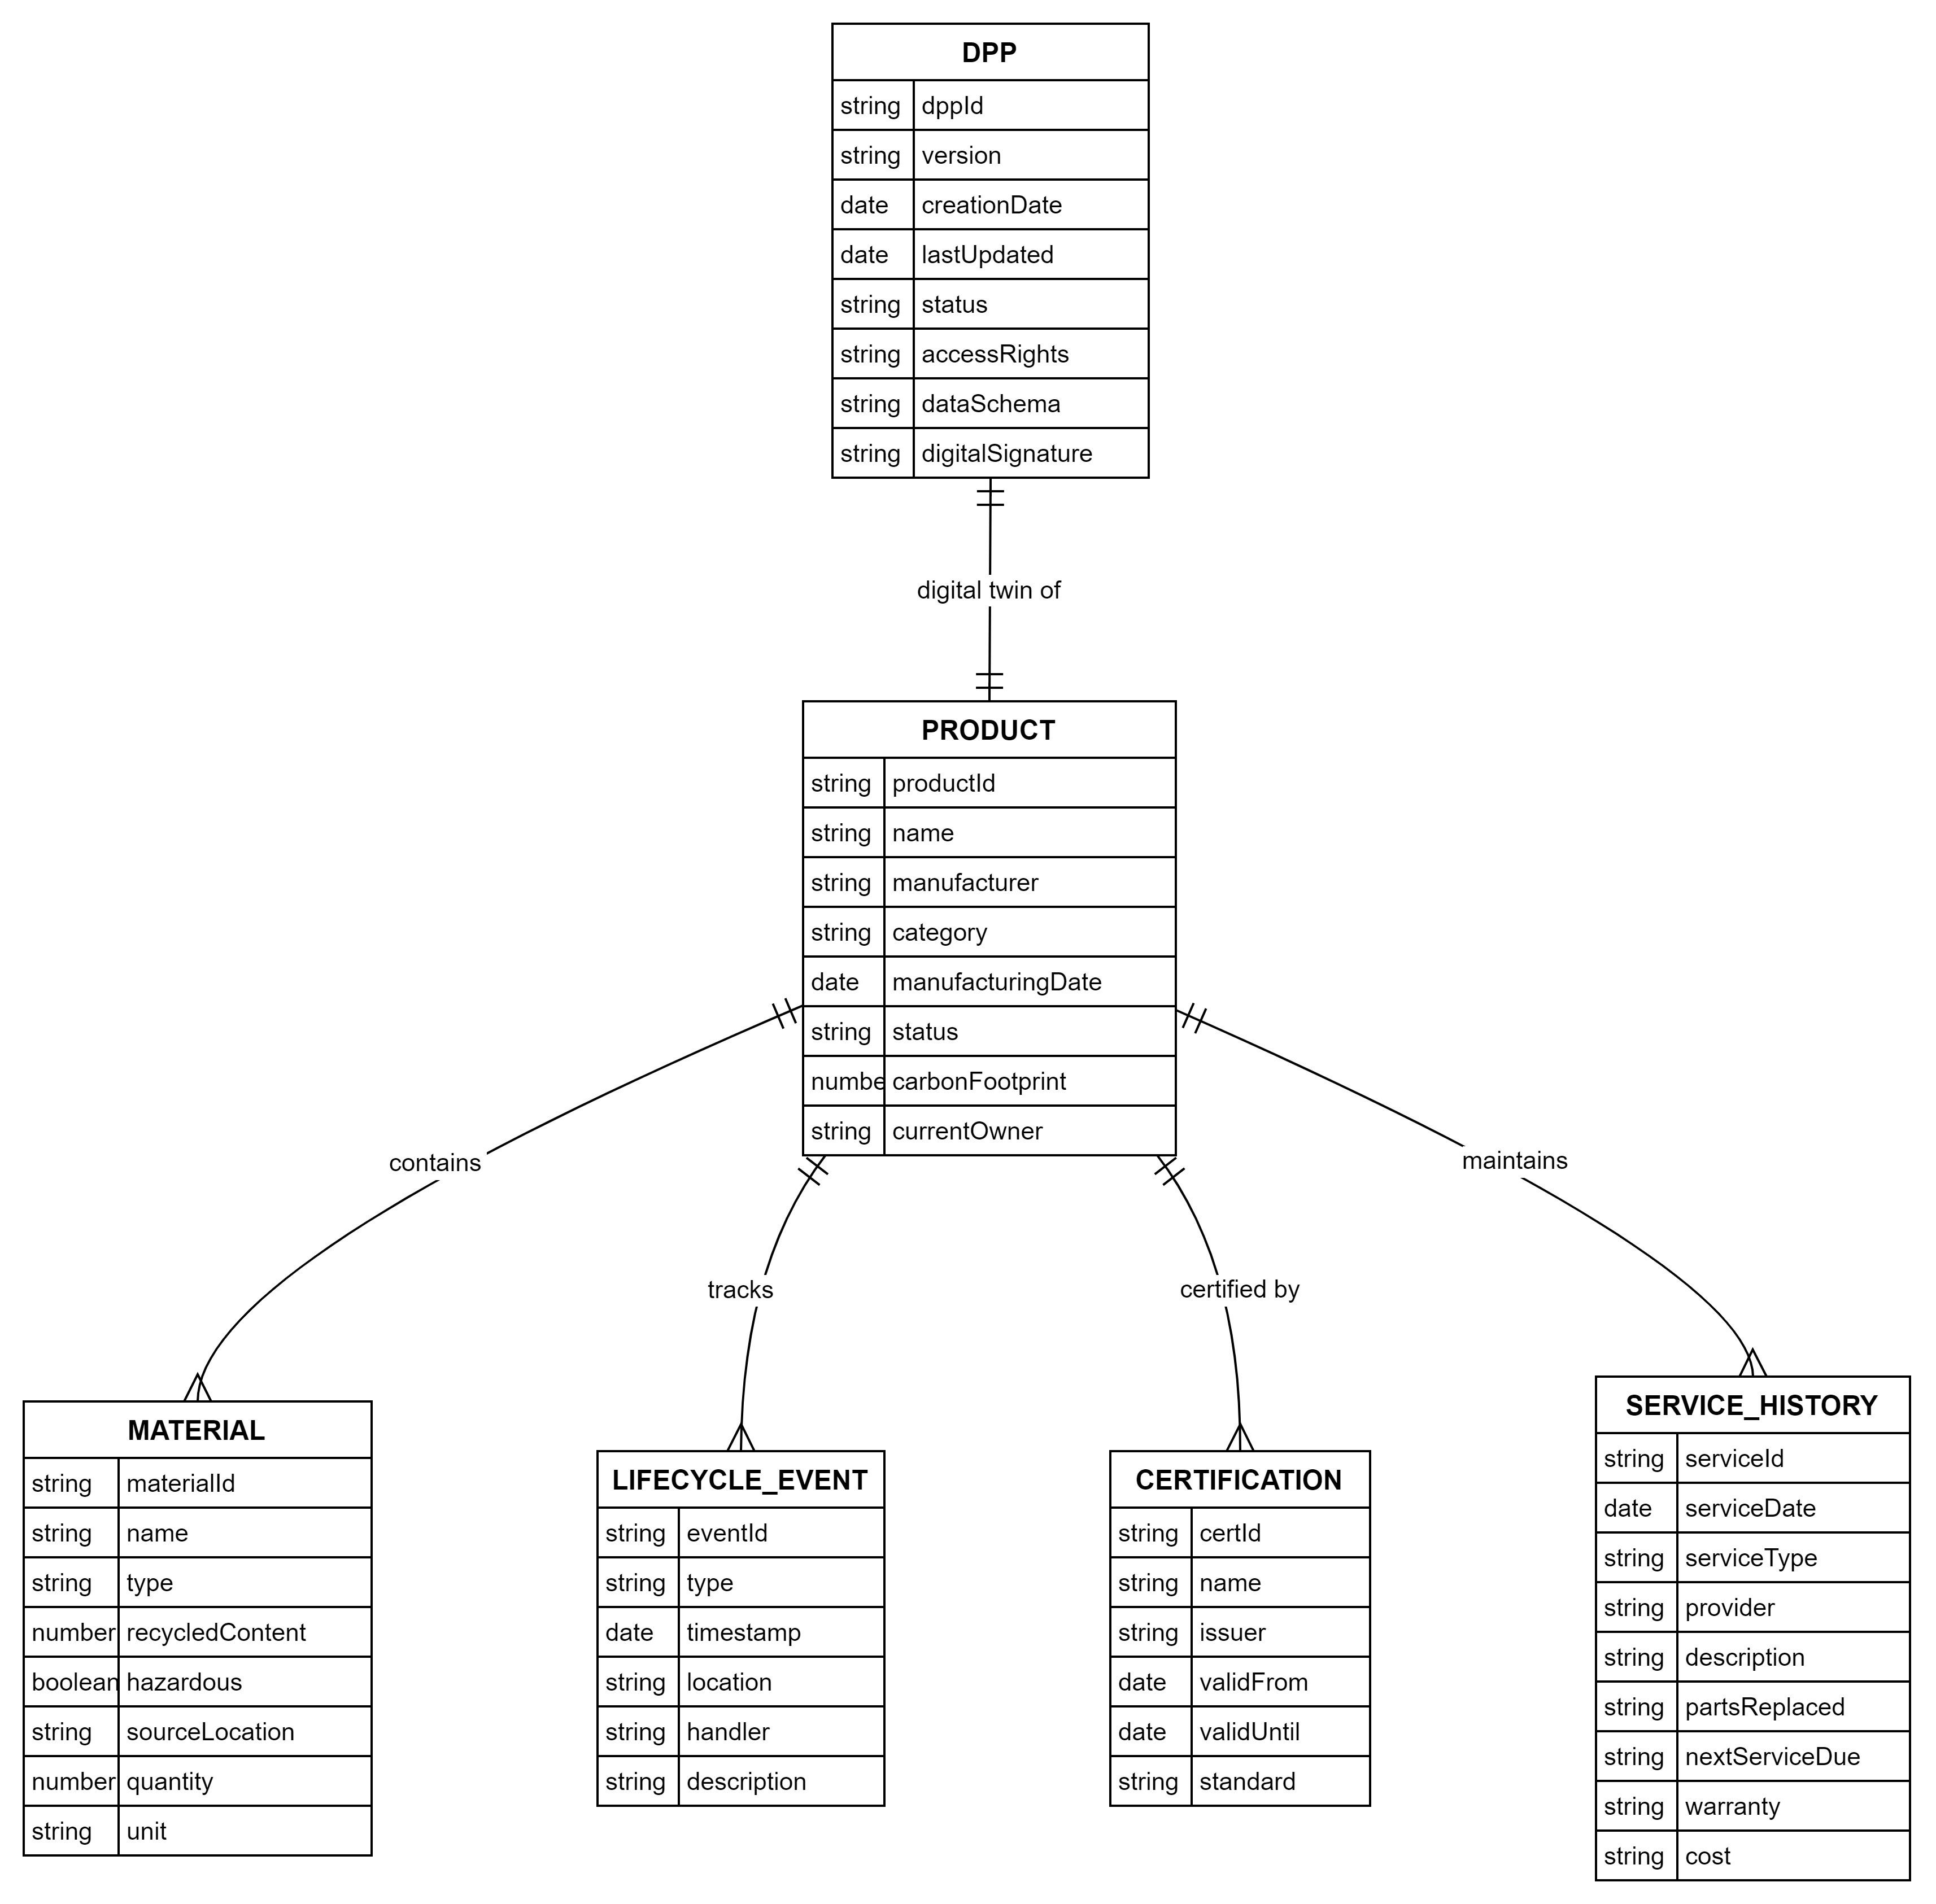 DPP
string dppId
string version
date creationDate
date lastUpdated
string status
string accessRights
string dataSchema
string digitalSignature
digital twin of
PRODUCT
string productId
string name
string manufacturer
string category
date manufacturingDate
string status
numbe carbonFootprint
string currentOwner
contains
tracks
certified by
maintains
MATERIAL
string materialId
string name
string type
number recycledContent
boolean hazardous
string sourceLocation
number quantity
string unit
LIFECYCLE_EVENT
string eventId
string type
date timestamp
string location
string handler
string description
CERTIFICATION
string certId
string name
string issuer
date validFrom
date validUntil
string standard
SERVICE_HISTORY
string serviceId
date serviceDate
string serviceType
string provider
string description
string partsReplaced
string nextServiceDue
string warranty
string cost